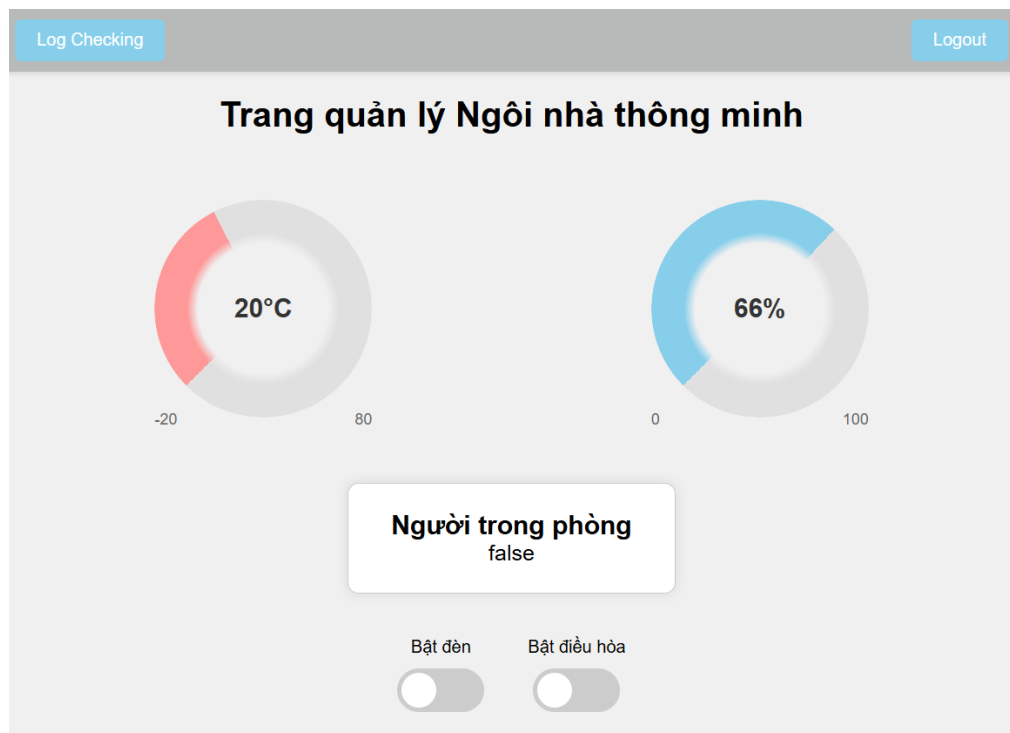 Log Checking
Logout
Trang quản lý Ngôi nhà thông minh
20°C
66%
-20
80
0
100
Người trong phòng
false
Bật đèn
Bật điều hòa